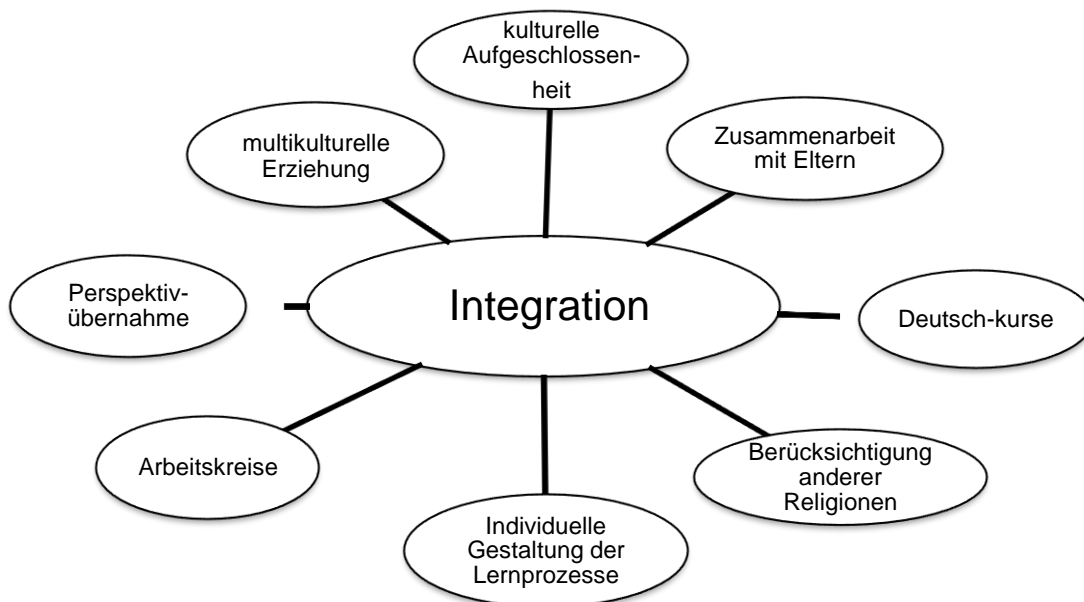 kulturelle
Aufgeschlossen-
heit
multikulturelle
Erziehung
Zusammenarbeit
mit Eltern
Perspektiv-
übernahme
Integration
Deutsch-kurse
Arbeitskreise
Berücksichtigung
anderer
Religionen
Individuelle
Gestaltung der
Lernprozesse